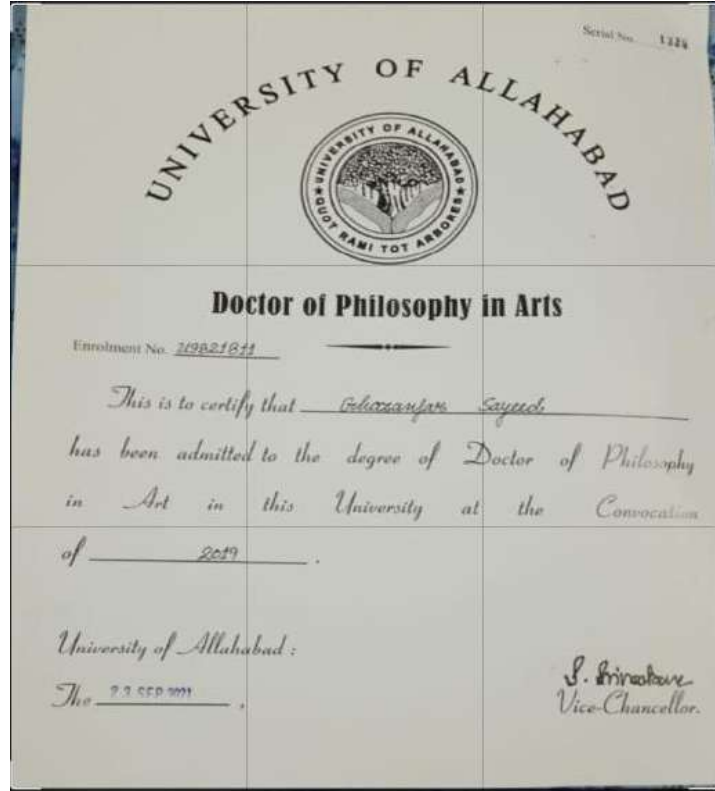 Serial No. 1324
UNIVERSITY OF ALLAHABAD
UNIVERSITY OF ALLAHABAD
QUOT RAMI TOT ARBORES
Doctor of Philosophy in Arts
Enrolment No. U9821811
This is to certify that Ghazanfar Sayeed
has been admitted to the degree of Doctor of Philosophy
in Art in this University at the Convocation
of 2019.
University of Allahabad :
The 23 SEP 2021,
Vice-Chancellor.